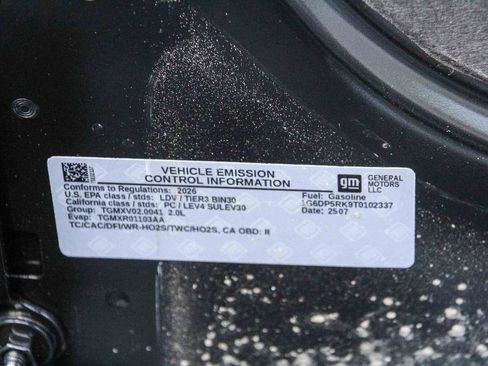 VEHICLE EMISSION
CONTROL INFORMATION
gm GENERAL MOTORS LLC
Conforms to Regulations: 2026
Fuel: Gasoline
U.S. EPA class / stds: LDV / TIER3 BIN30
1G6DP5RK9T0102337
California class / stds: PC / LEV4 SULEV30
Date: 2507
Group: TGMXV02.0041 2.0L
Evap: TGMXR01103AA
TC/CAC/DFI/WR-HO2S/TWC/HO2S, CA OBD: II